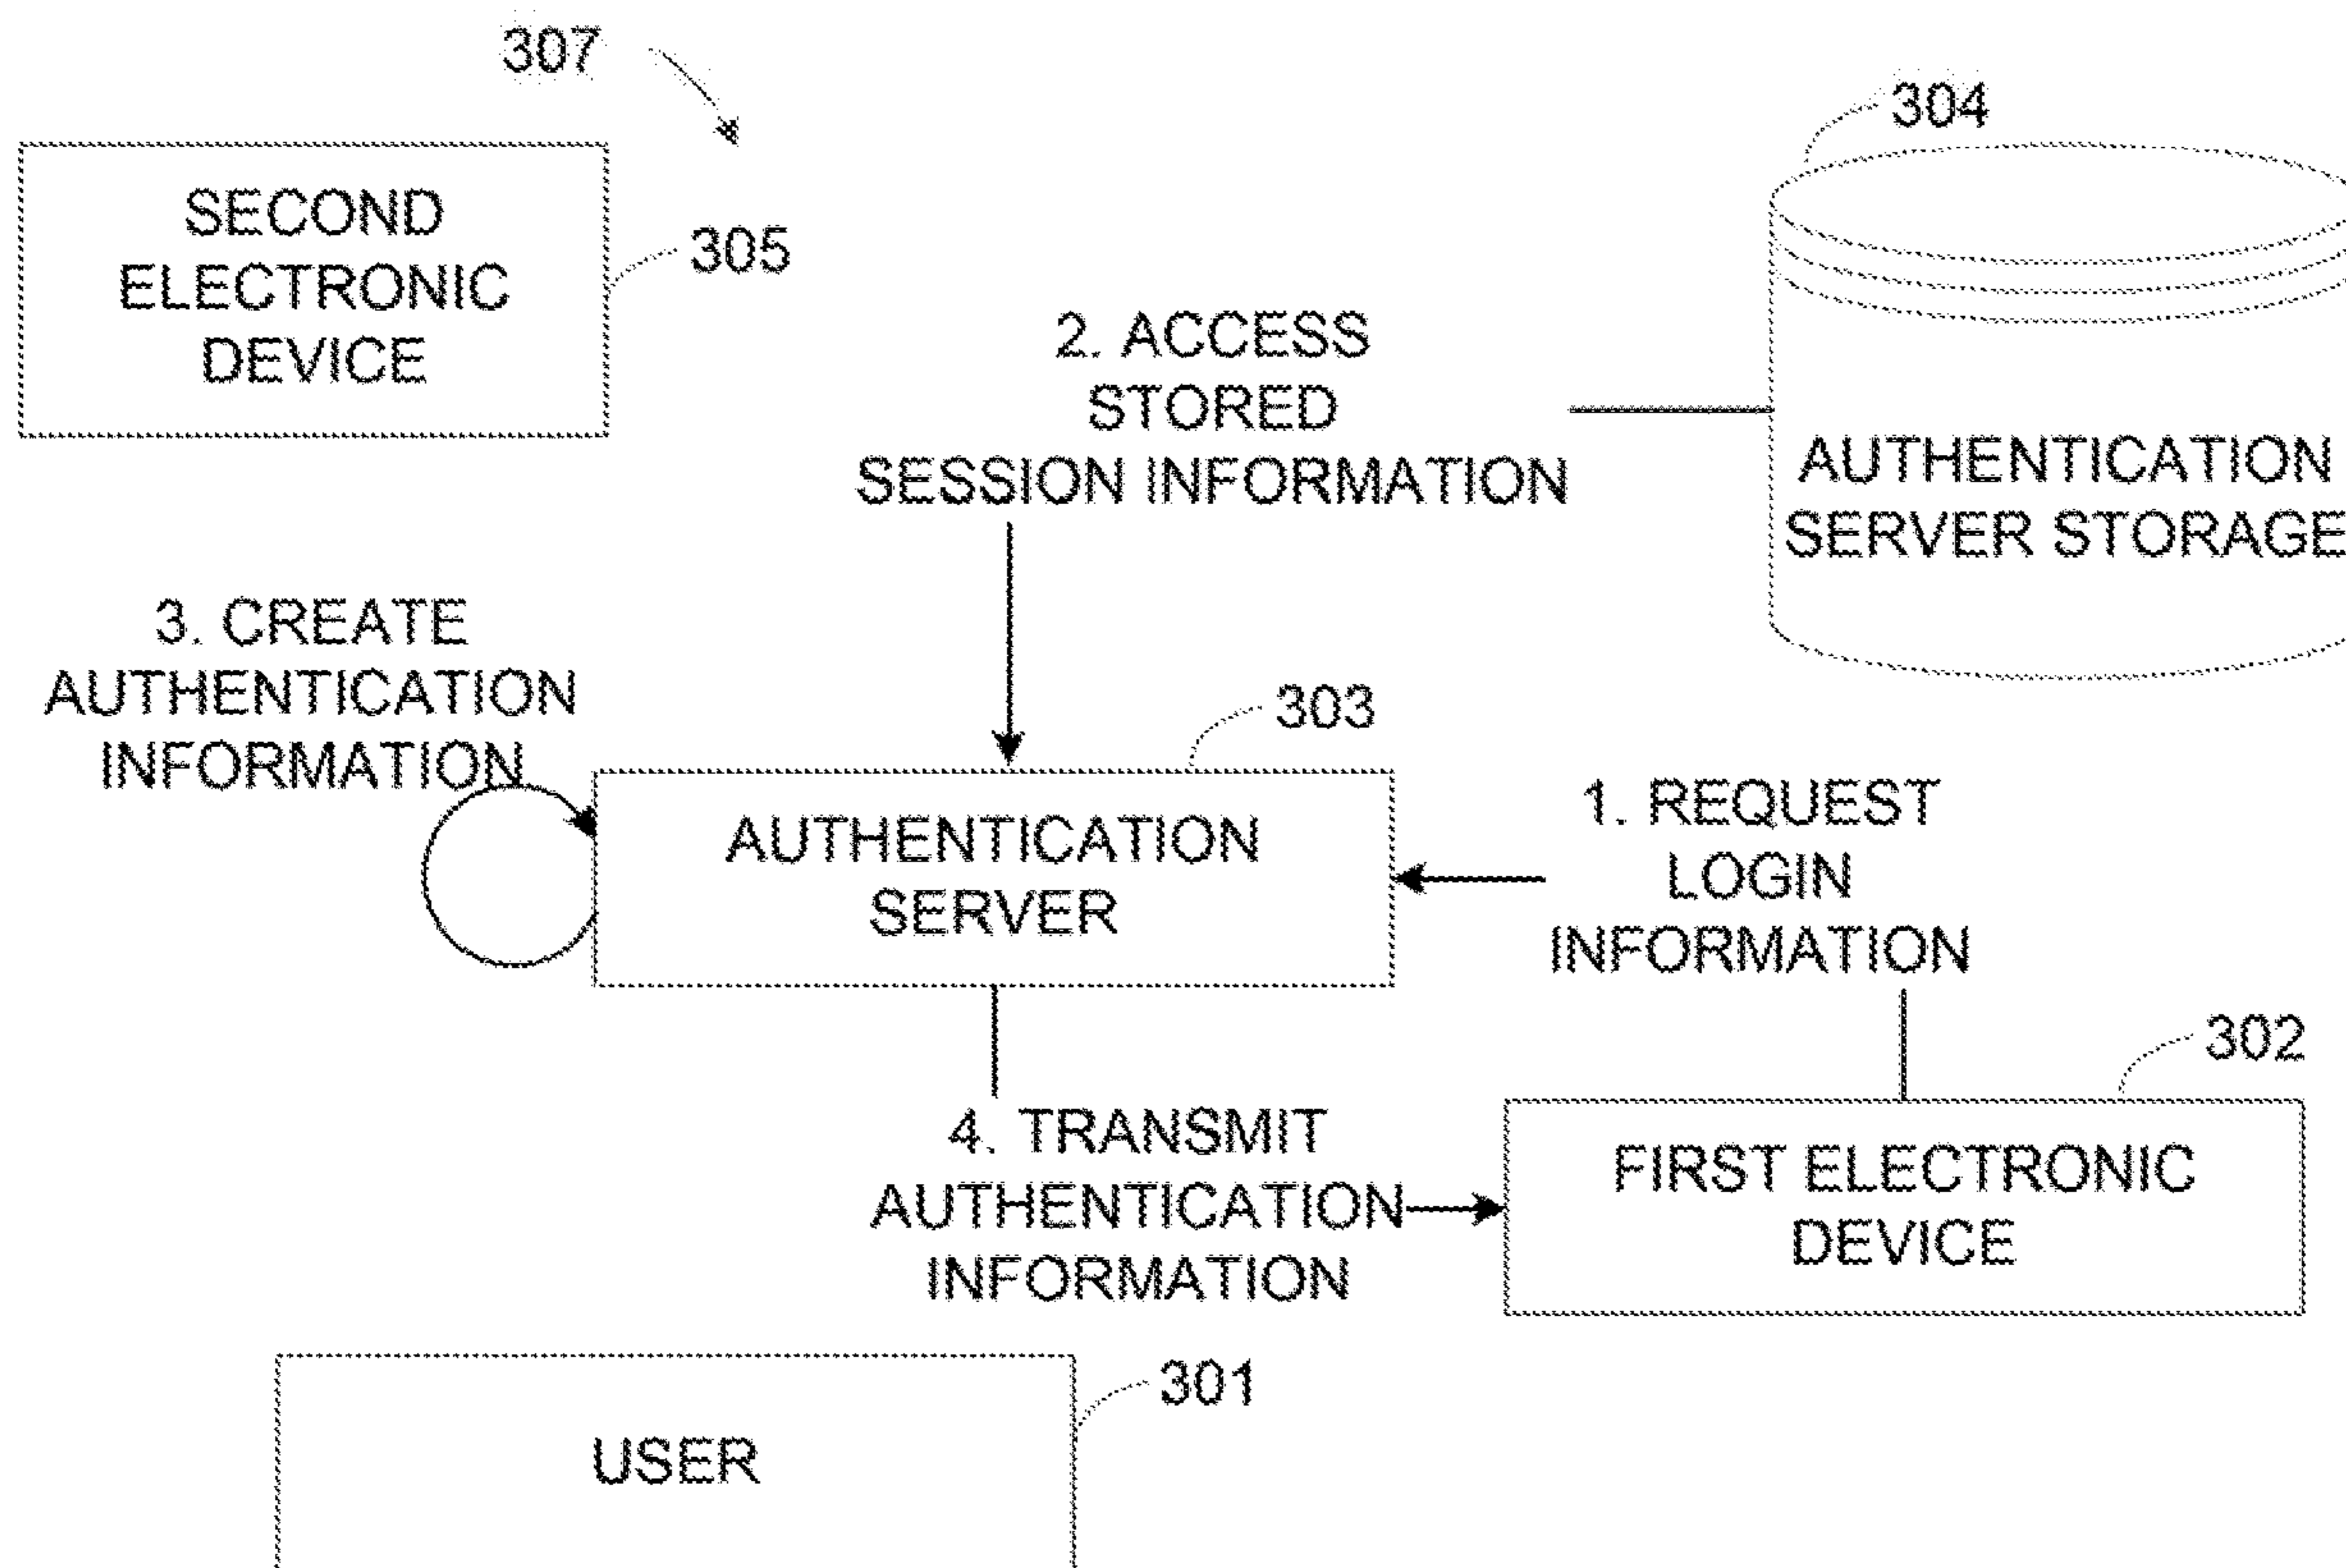 307
304
SECOND
ELECTRONIC
DEVICE
305
2. ACCESS
STORED
SESSION INFORMATION
AUTHENTICATION
SERVER STORAGE
3. CREATE
AUTHENTICATION
INFORMATION
303
AUTHENTICATION
SERVER
1. REQUEST
LOGIN
INFORMATION
302
4. TRANSMIT
AUTHENTICATION
INFORMATION
FIRST ELECTRONIC
DEVICE
301
USER